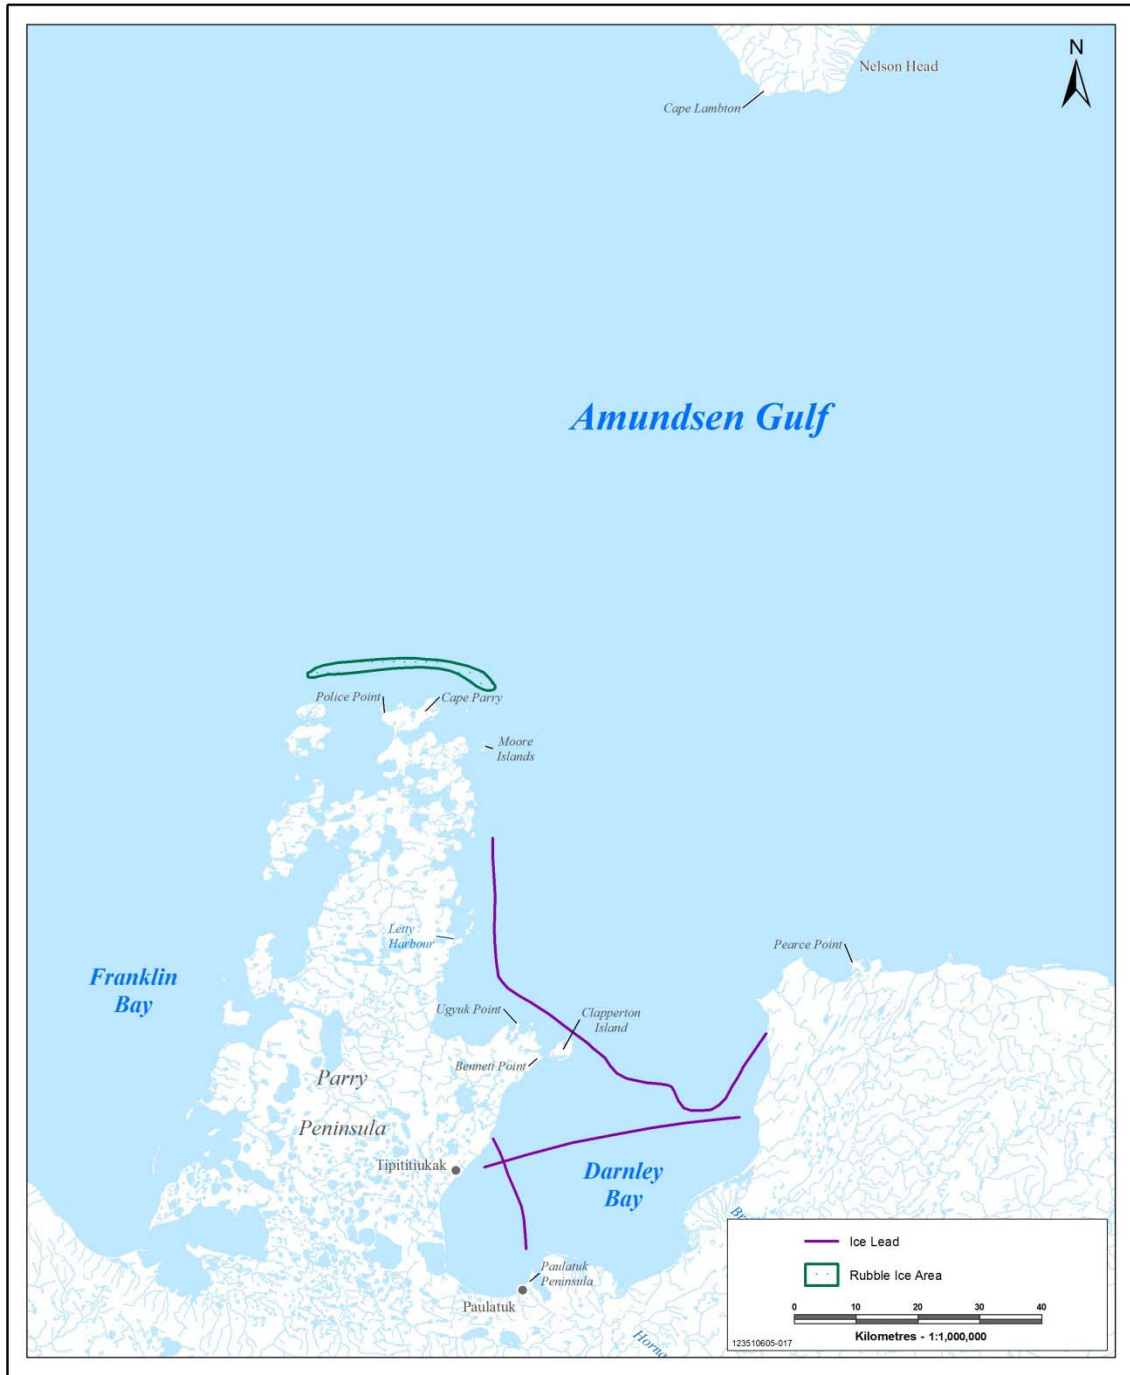 N
Nelson Head
Cape Lambton
Amundsen Gulf
Police Point
Cape Parry
Moore
Islands
Letty
Harbour
Pearce Point
Franklin
Bay
Ugyuk Point
Clapperton
Island
Bennett Point
Parry
Peninsula
Tipititiukak
Darnley
Bay
Br
Paulatuk
Peninsula
Paulatuk
Horna
Ice Lead
Rubble Ice Area
0 10 20 30 40
Kilometres - 1:1,000,000
123510605-017